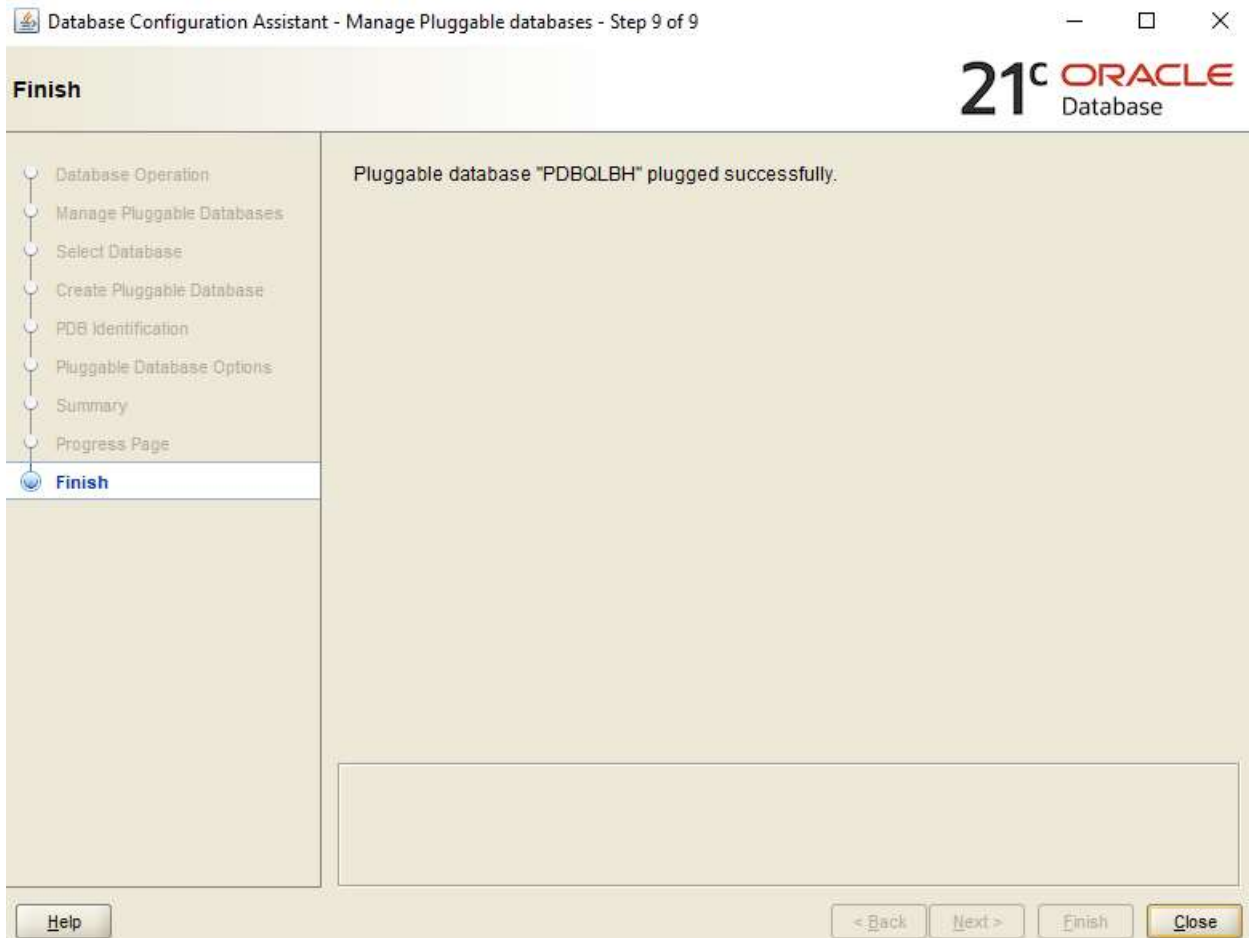 Database Configuration Assistant - Manage Pluggable databases - Step 9 of 9
Finish
21c ORACLE
Database
Database Operation
Manage Pluggable Databases
Select Database
Create Pluggable Database
PDB Identification
Pluggable Database Options
Summary
Progress Page
Finish
Pluggable database "PDBQLBH" plugged successfully.
Help
< Back
Next >
Finish
Close